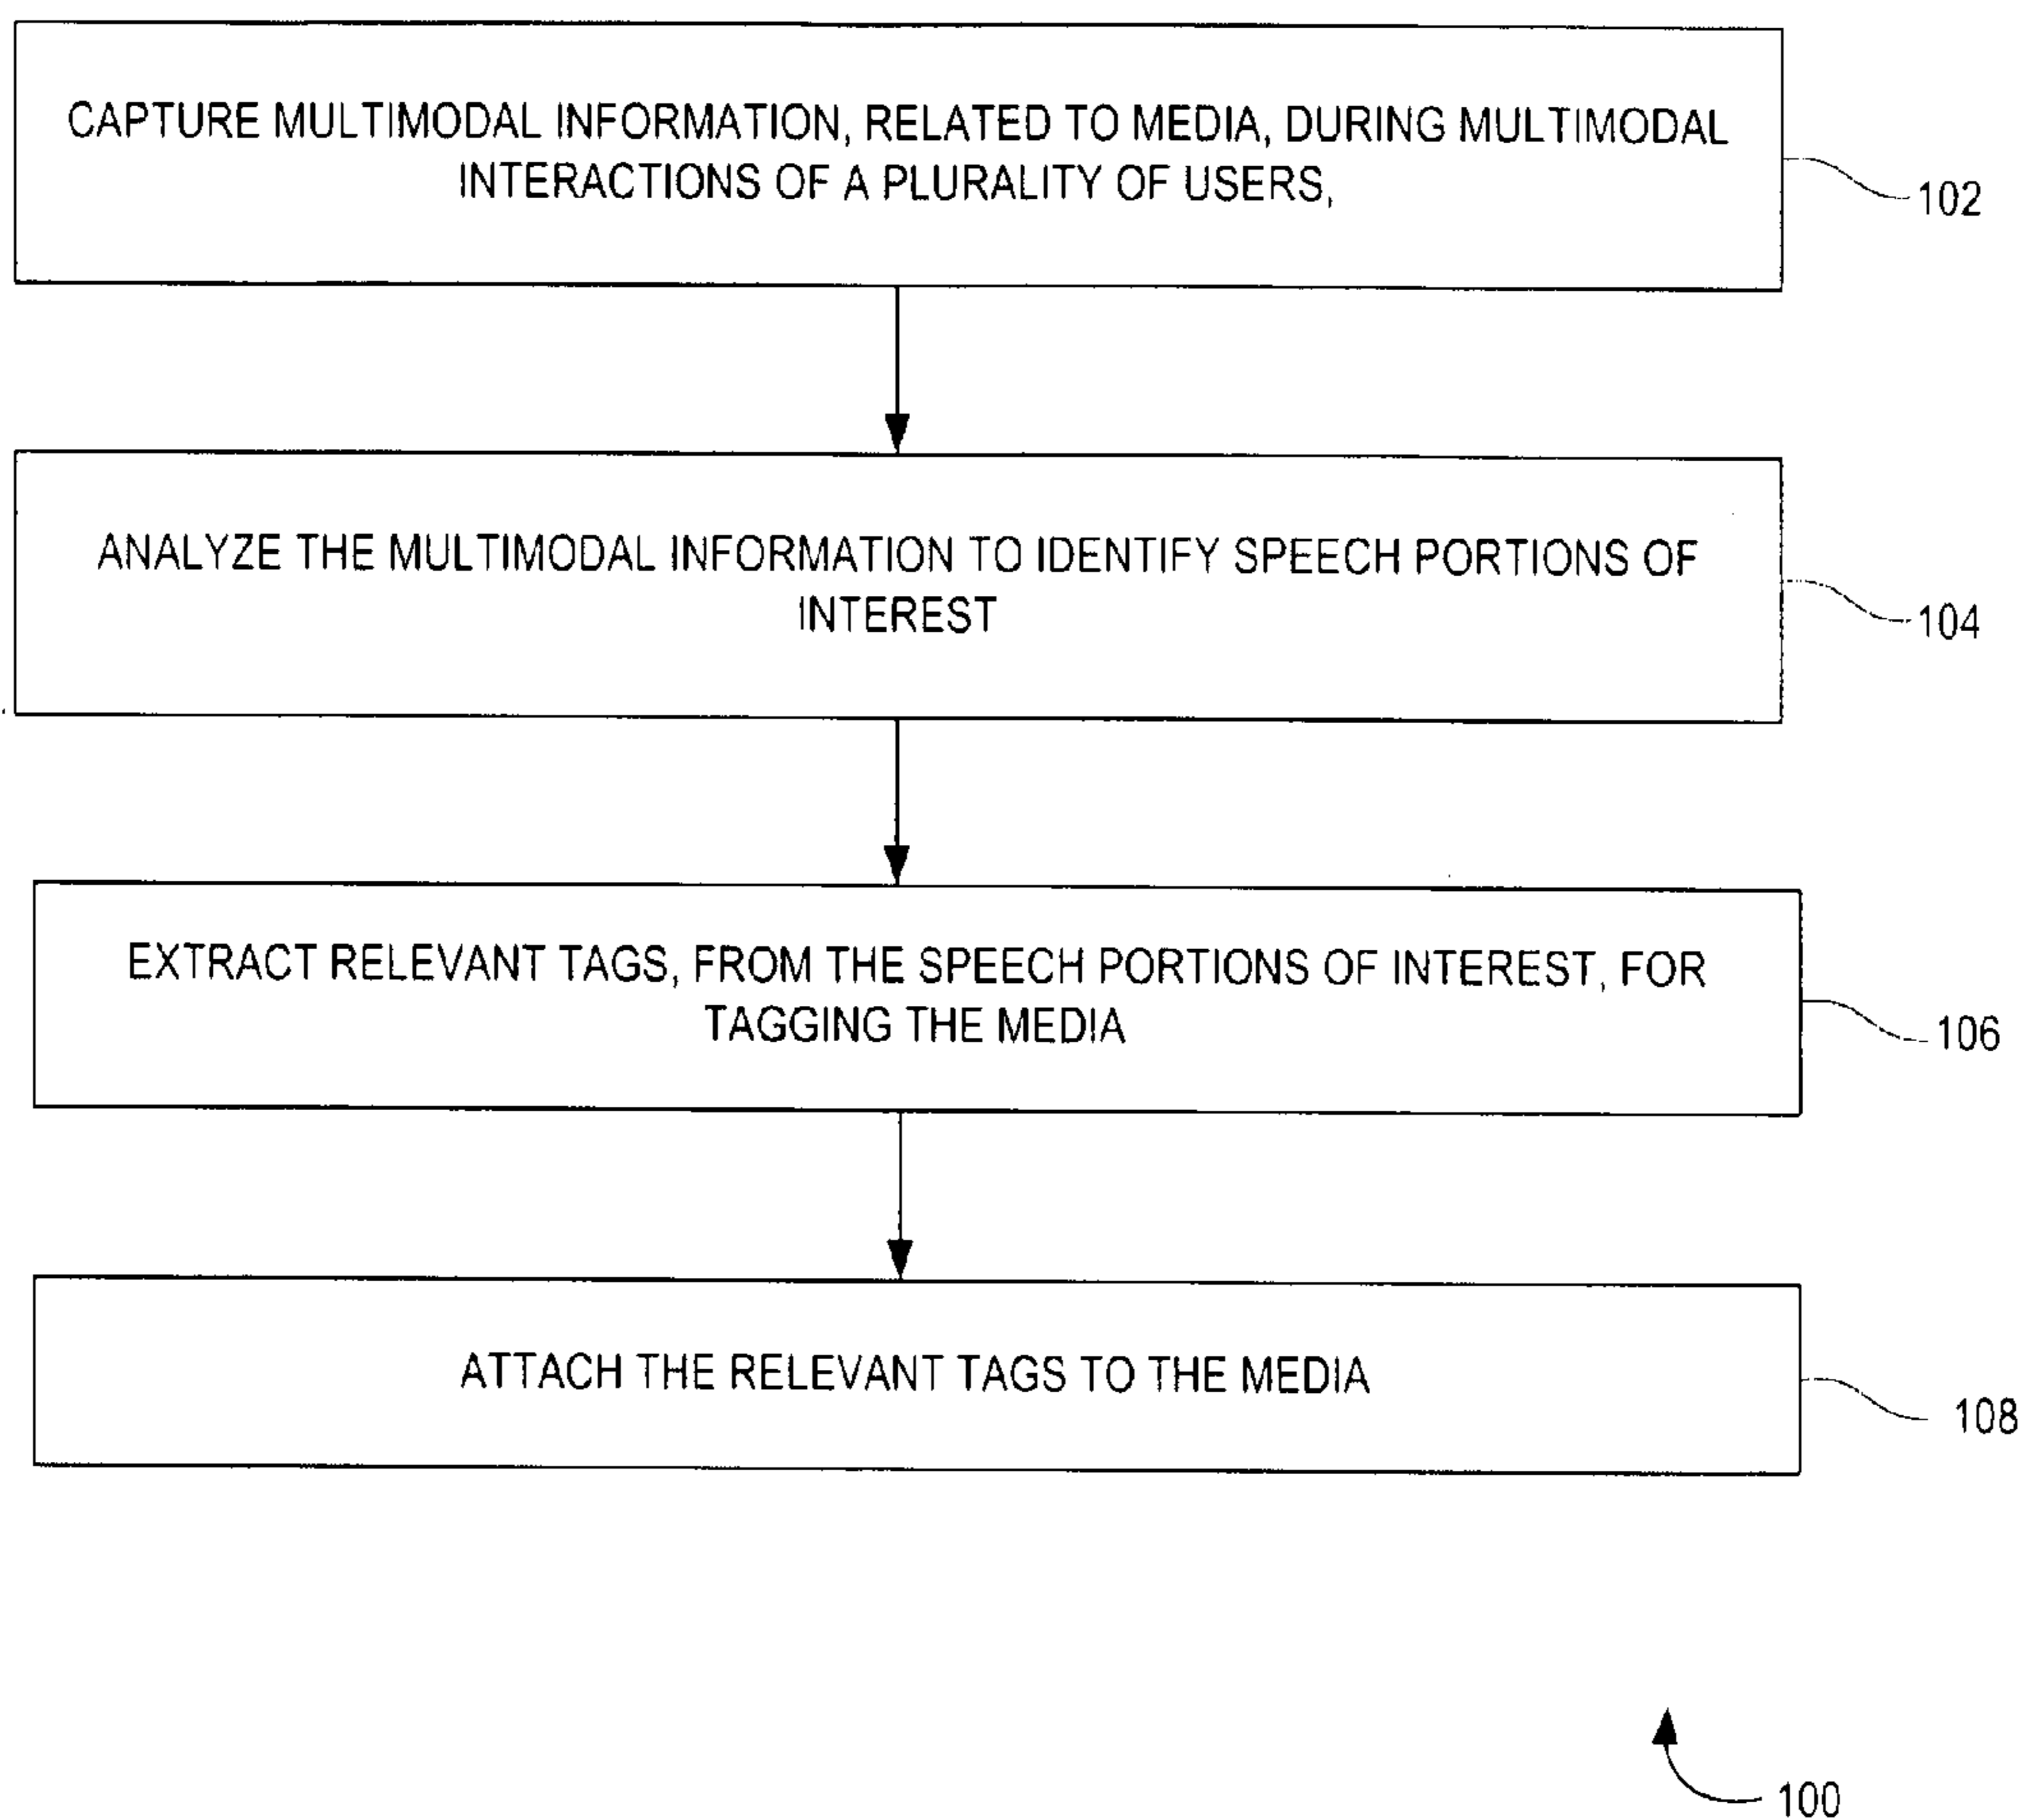 CAPTURE MULTIMODAL INFORMATION, RELATED TO MEDIA, DURING MULTIMODAL
INTERACTIONS OF A PLURALITY OF USERS,
102
ANALYZE THE MULTIMODAL INFORMATION TO IDENTIFY SPEECH PORTIONS OF
INTEREST
104
EXTRACT RELEVANT TAGS, FROM THE SPEECH PORTIONS OF INTEREST, FOR
TAGGING THE MEDIA
106
ATTACH THE RELEVANT TAGS TO THE MEDIA
108
100